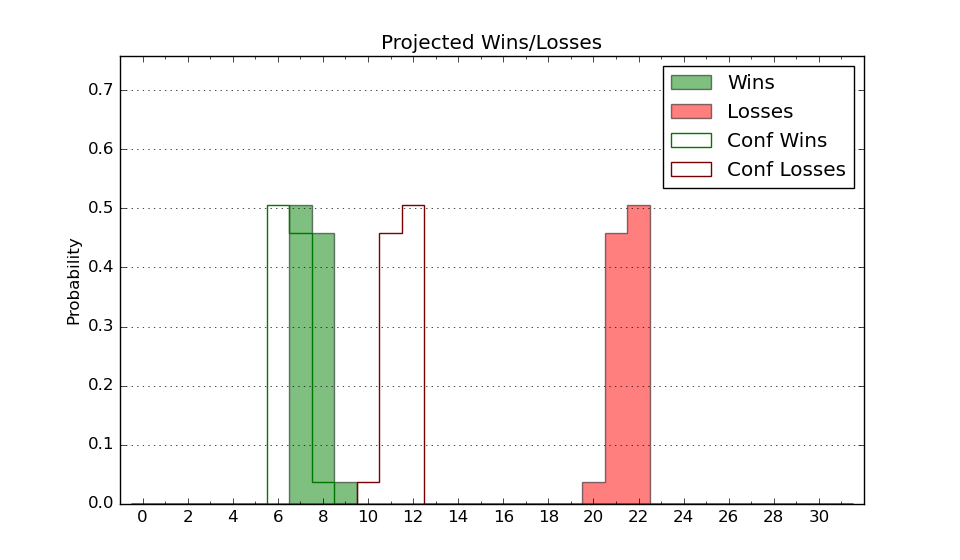 Projected Wins/Losses
Wins
Losses
Conf Wins
Conf Losses
Probability
0.7
0.6
0.5
0.4
0.3
0.2
0.1
0.0
0 2 4 6 8 10 12 14 16 18 20 22 24 26 28 30